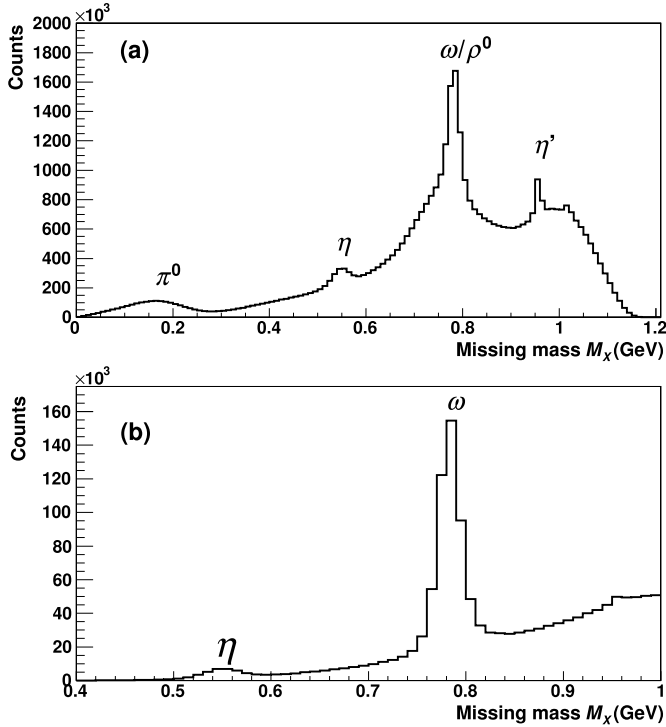 ×10³
2000
(a)
ω/ρ⁰
1800
1600
1400
1200
η’
1000
Counts
800
600
η
400
π⁰
200
0
0 0.2 0.4 0.6 0.8 1 1.2
Missing mass Mₓ(GeV)
×10³
ω
160
(b)
140
120
Counts
100
80
60
40
η
20
0
0.4 0.5 0.6 0.7 0.8 0.9 1
Missing mass Mₓ(GeV)